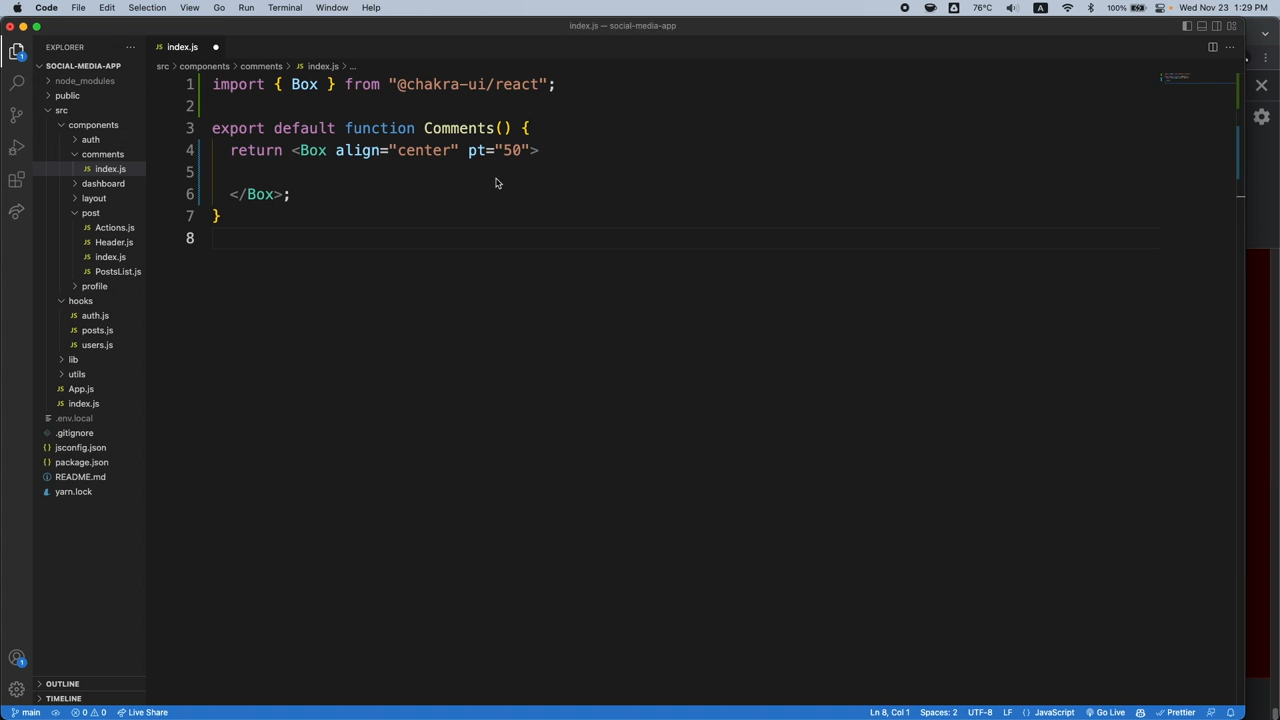 Code File Edit Selection View Go Run Terminal Window Help 76°C A 100% Wed Nov 23 1:29 PM
index.js — social-media-app
EXPLORER
index.js
SOCIAL-MEDIA-APP
node_modules
public
src
components
auth
comments
index.js
dashboard
layout
post
Actions.js
Header.js
index.js
PostsList.js
profile
hooks
auth.js
posts.js
users.js
lib
utils
App.js
index.js
.env.local
.gitignore
jsconfig.json
package.json
README.md
yarn.lock
OUTLINE
TIMELINE
src > components > comments > index.js > ...
1 import { Box } from "@chakra-ui/react";
2
3 export default function Comments() {
4 return <Box align="center" pt="50">
5
6 </Box>;
7 }
8
main 0 0 Live Share Ln 8, Col 1 Spaces: 2 UTF-8 LF JavaScript Go Live Prettier